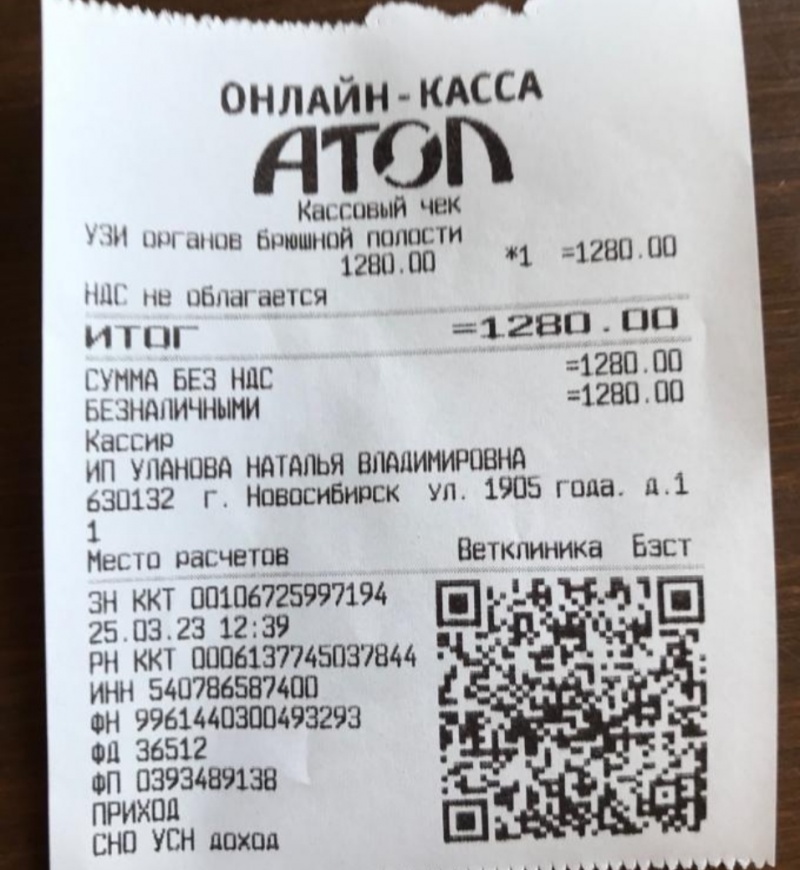 ОНЛАЙН-КАССА
АТОЛ
Кассовый чек
УЗИ органов брюшной полости
1280.00 *1 =1280.00
НДС не облагается
ИТОГ =1280.00
СУММА БЕЗ НДС =1280.00
БЕЗНАЛИЧНЫМИ =1280.00
Кассир
ИП УЛАНОВА НАТАЛЬЯ ВЛАДИМИРОВНА
630132 г. Новосибирск ул. 1905 года. д.1
1
Место расчетов Ветклиника Бэст
ЗН ККТ 00106725997194
25.03.23 12:39
РН ККТ 0006137745037844
ИНН 540786587400
ФН 9961440300493293
ФД 36512
ФП 0393489138
ПРИХОД
СНО УСН доход